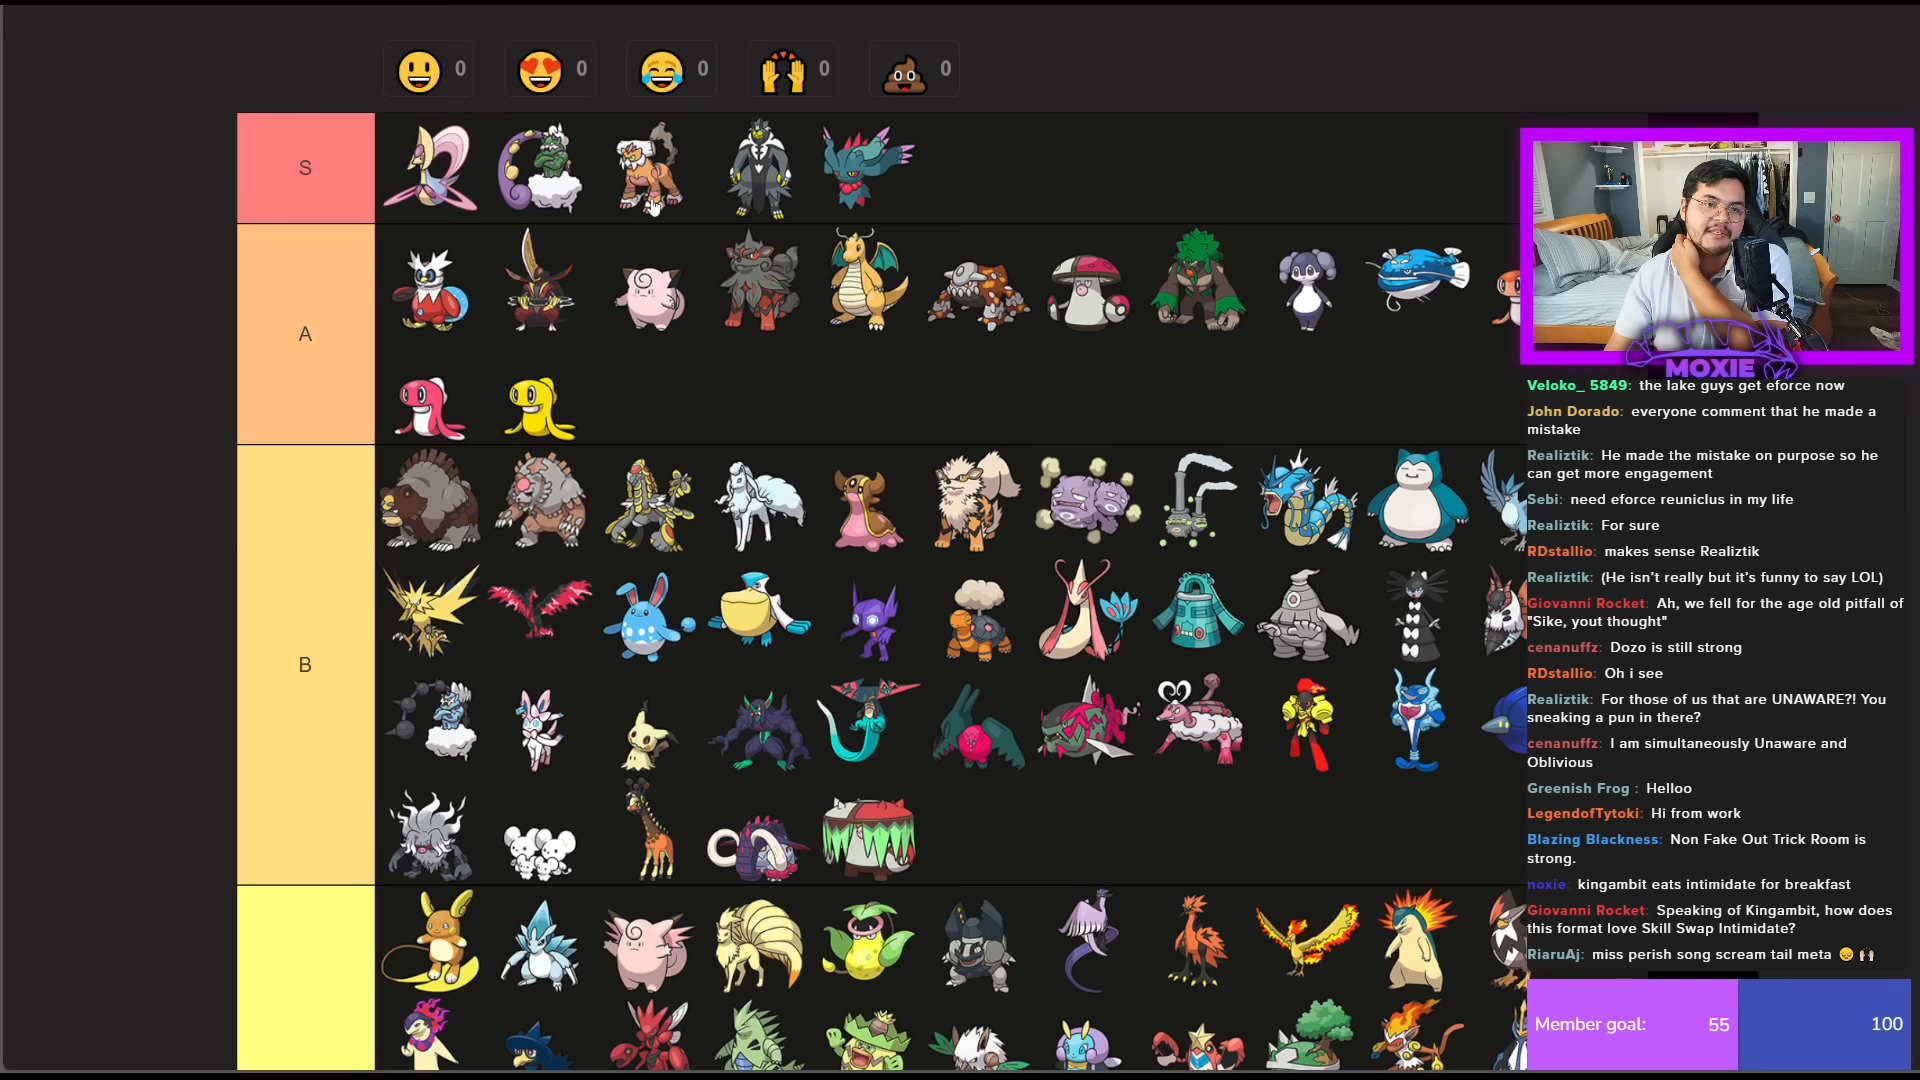 0
0
0
0
0
S
A
B
MOXIE
Veloko_ 5849: the lake guys get eforce now
John Dorado: everyone comment that he made a
mistake
Realiztik: He made the mistake on purpose so he
can get more engagement
Sebi: need eforce reuniclus in my life
Realiztik: For sure
RDstallio: makes sense Realiztik
Realiztik: (He isn't really but it's funny to say LOL)
Giovanni Rocket: Ah, we fell for the age old pitfall of
"Sike, yout thought"
cenanuffz: Dozo is still strong
RDstallio: Oh i see
Realiztik: For those of us that are UNAWARE?! You
sneaking a pun in there?
cenanuffz: I am simultaneously Unaware and
Oblivious
Greenish Frog : Helloo
LegendofTytoki: Hi from work
Blazing Blackness: Non Fake Out Trick Room is
strong.
noxie: kingambit eats intimidate for breakfast
Giovanni Rocket: Speaking of Kingambit, how does
this format love Skill Swap Intimidate?
RiaruAj: miss perish song scream tail meta 😔 🙌
Member goal: 55 100